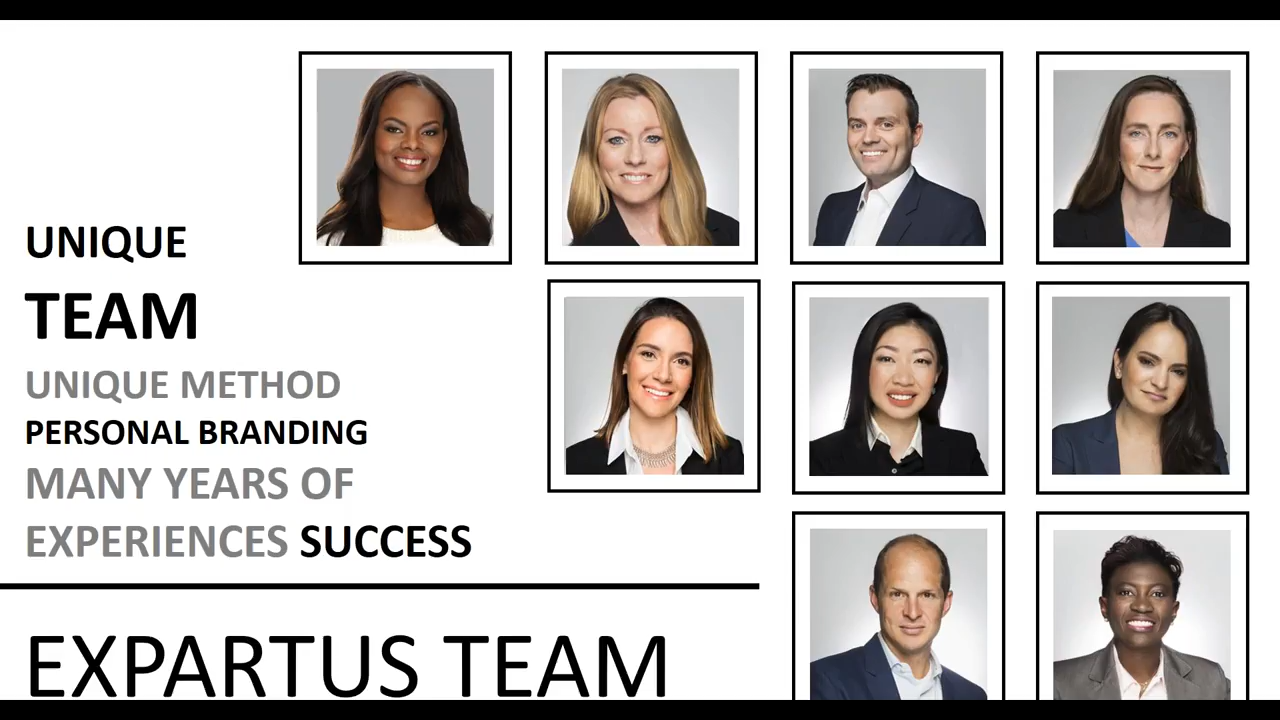 UNIQUE
TEAM
UNIQUE METHOD
PERSONAL BRANDING
MANY YEARS OF
EXPERIENCES SUCCESS
EXPARTUS TEAM